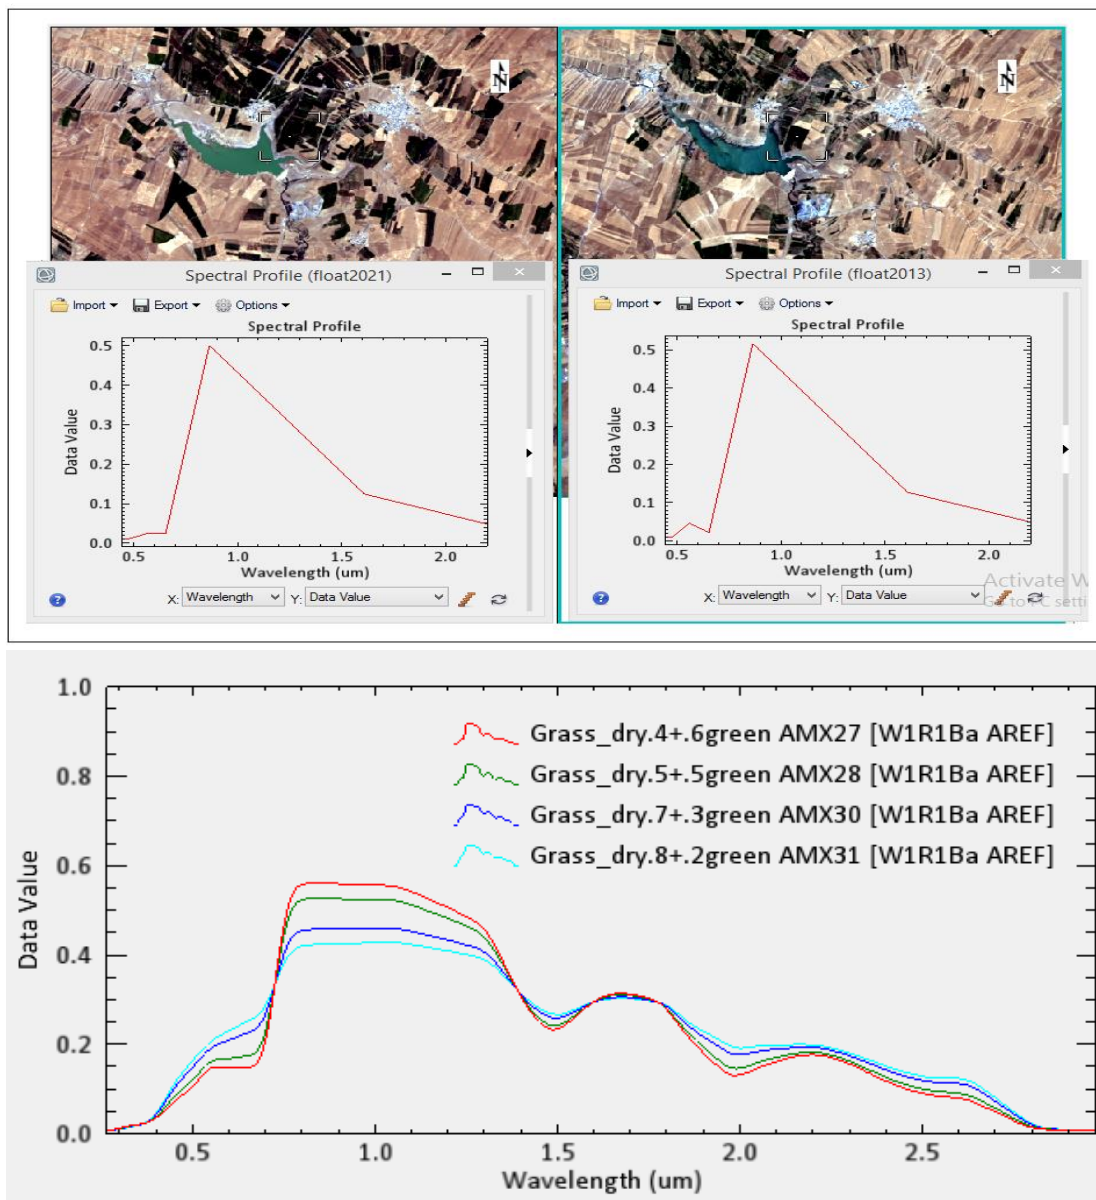 N
N
Spectral Profile (float2021)
Import Export Options
Spectral Profile
0.5
0.4
0.3
0.2
0.1
0.0
Data Value
0.5 1.0 1.5 2.0
Wavelength (um)
X: Wavelength Y: Data Value
Spectral Profile (float2013)
Import Export Options
Spectral Profile
0.5
0.4
0.3
0.2
0.1
0.0
Data Value
0.5 1.0 1.5 2.0
Wavelength (um)
X: Wavelength Y: Data Value
Activate W
Go to PC setti
1.0
0.8
0.6
0.4
0.2
0.0
Data Value
Grass_dry.4+.6green AMX27 [W1R1Ba AREF]
Grass_dry.5+.5green AMX28 [W1R1Ba AREF]
Grass_dry.7+.3green AMX30 [W1R1Ba AREF]
Grass_dry.8+.2green AMX31 [W1R1Ba AREF]
0.5 1.0 1.5 2.0 2.5
Wavelength (um)